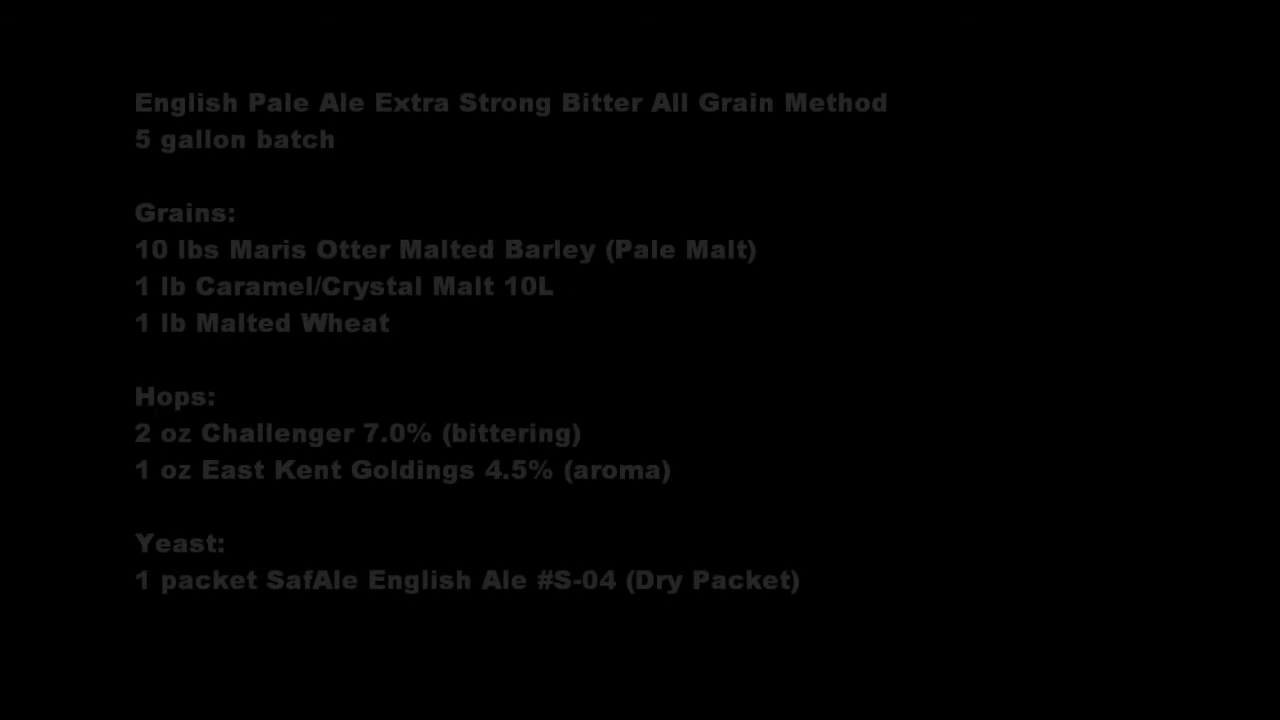 English Pale Ale Extra Strong Bitter All Grain Method
5 gallon batch
Grains:
10 lbs Maris Otter Malted Barley (Pale Malt)
1 lb Caramel/Crystal Malt 10L
1 lb Malted Wheat
Hops:
2 oz Challenger 7.0% (bittering)
1 oz East Kent Goldings 4.5% (aroma)
Yeast:
1 packet SafAle English Ale #S-04 (Dry Packet)